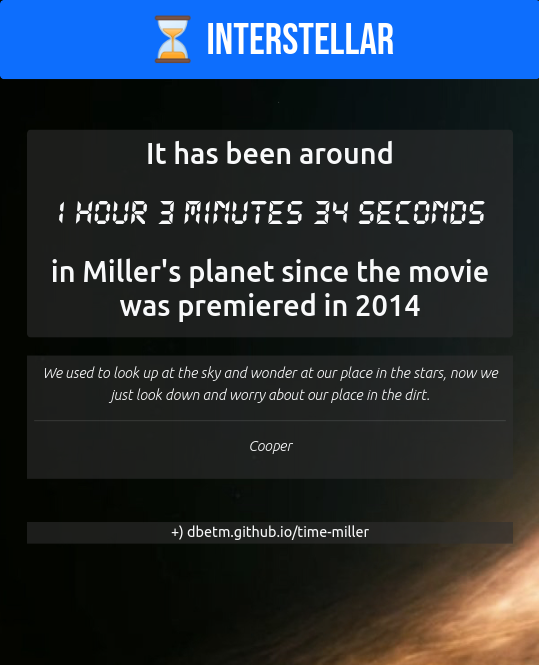 ⏳ INTERSTELLAR
It has been around
1 HOUR 3 MINUTES 34 SECONDS
in Miller's planet since the movie
was premiered in 2014
We used to look up at the sky and wonder at our place in the stars, now we
just look down and worry about our place in the dirt.
Cooper
+) dbetm.github.io/time-miller